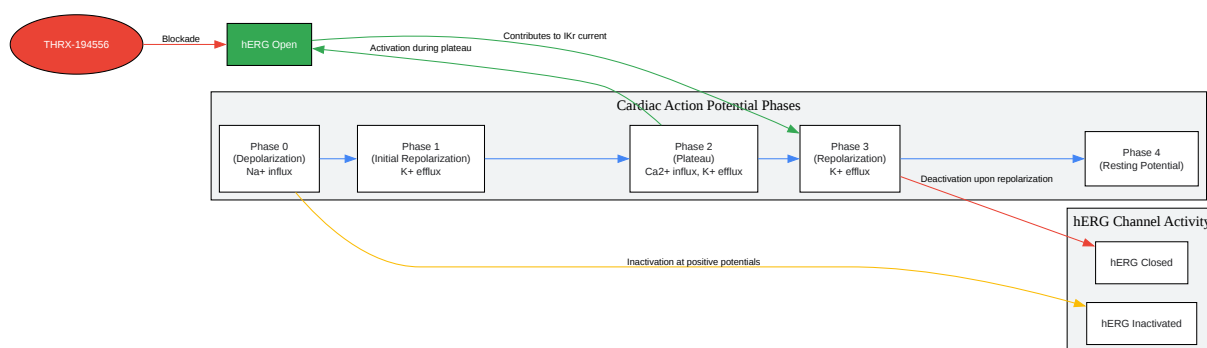 THRX-194556
Blockade
hERG Open
Contributes to IKr current
Activation during plateau
Cardiac Action Potential Phases
Phase 0
(Depolarization)
Na+ influx
Phase 1
(Initial Repolarization)
K+ efflux
Phase 2
(Plateau)
Ca2+ influx, K+ efflux
Phase 3
(Repolarization)
K+ efflux
Phase 4
(Resting Potential)
Deactivation upon repolarization
hERG Channel Activity
hERG Closed
Inactivation at positive potentials
hERG Inactivated